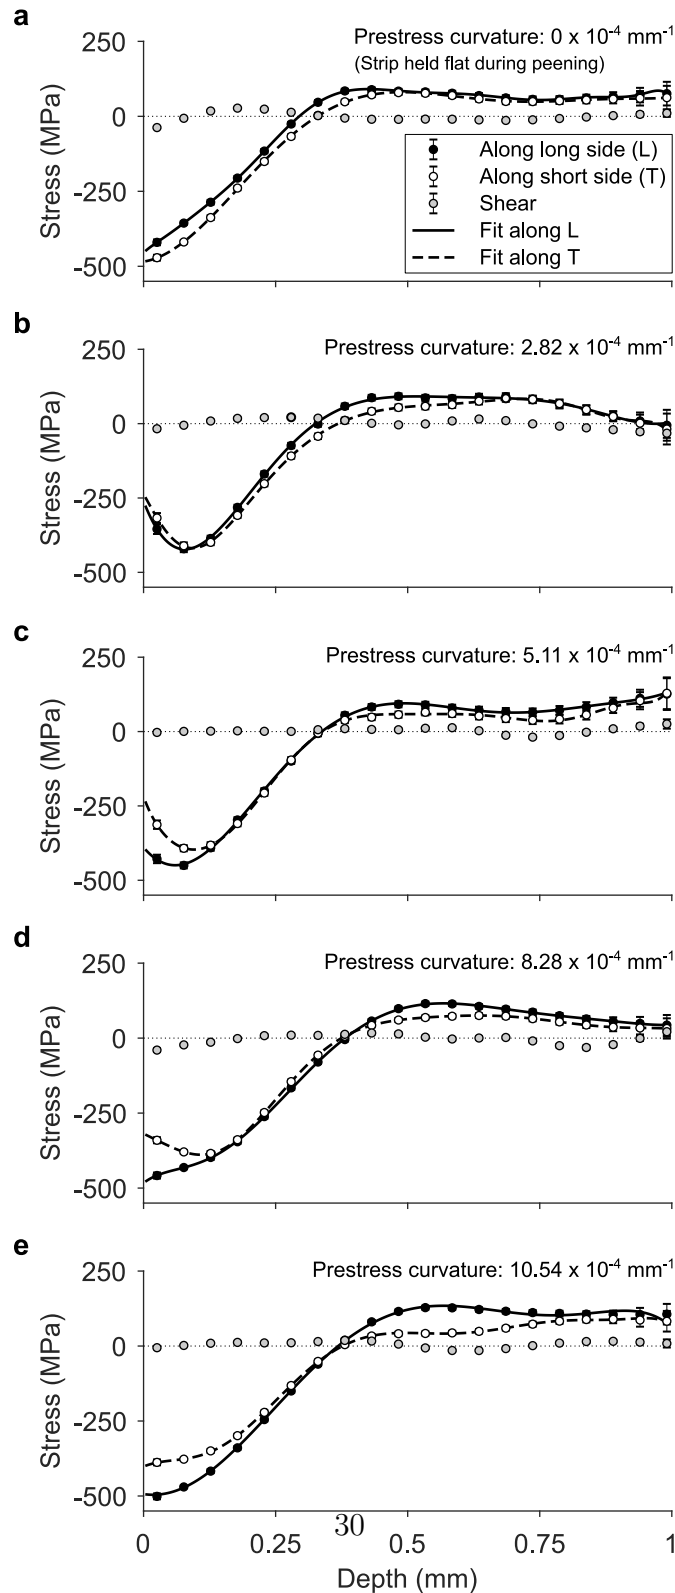 a
Prestress curvature: 0 x 10-4 mm-1
(Strip held flat during peening)
250
0
-250
-500
Stress (MPa)
Along long side (L)
Along short side (T)
Shear
Fit along L
Fit along T
b
Prestress curvature: 2.82 x 10-4 mm-1
250
0
-250
-500
Stress (MPa)
c
Prestress curvature: 5.11 x 10-4 mm-1
250
0
-250
-500
Stress (MPa)
d
Prestress curvature: 8.28 x 10-4 mm-1
250
0
-250
-500
Stress (MPa)
e
Prestress curvature: 10.54 x 10-4 mm-1
250
0
-250
-500
Stress (MPa)
30
0 0.25 0.5 0.75 1
Depth (mm)